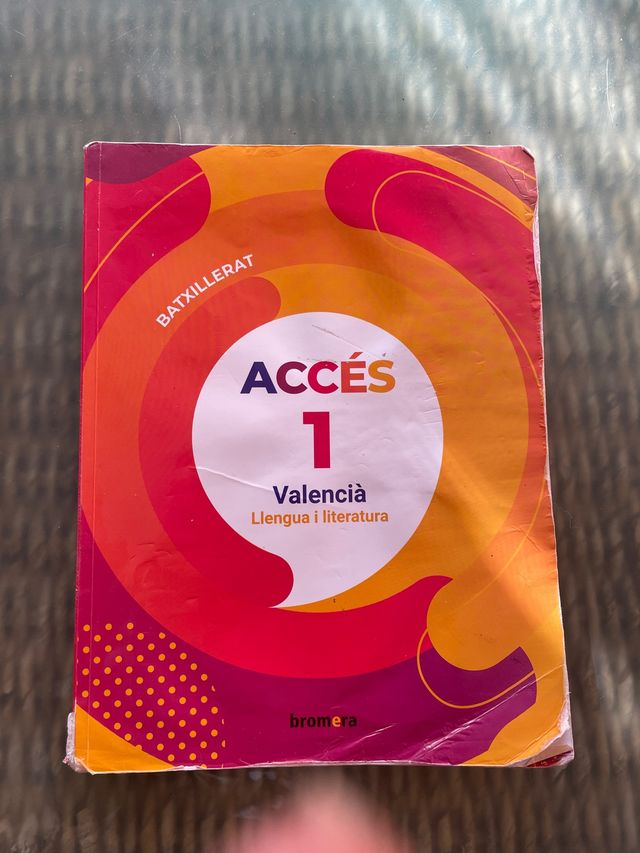 BATXILLERAT
ACCÉS
1
Valencià
Llengua i literatura
bromera